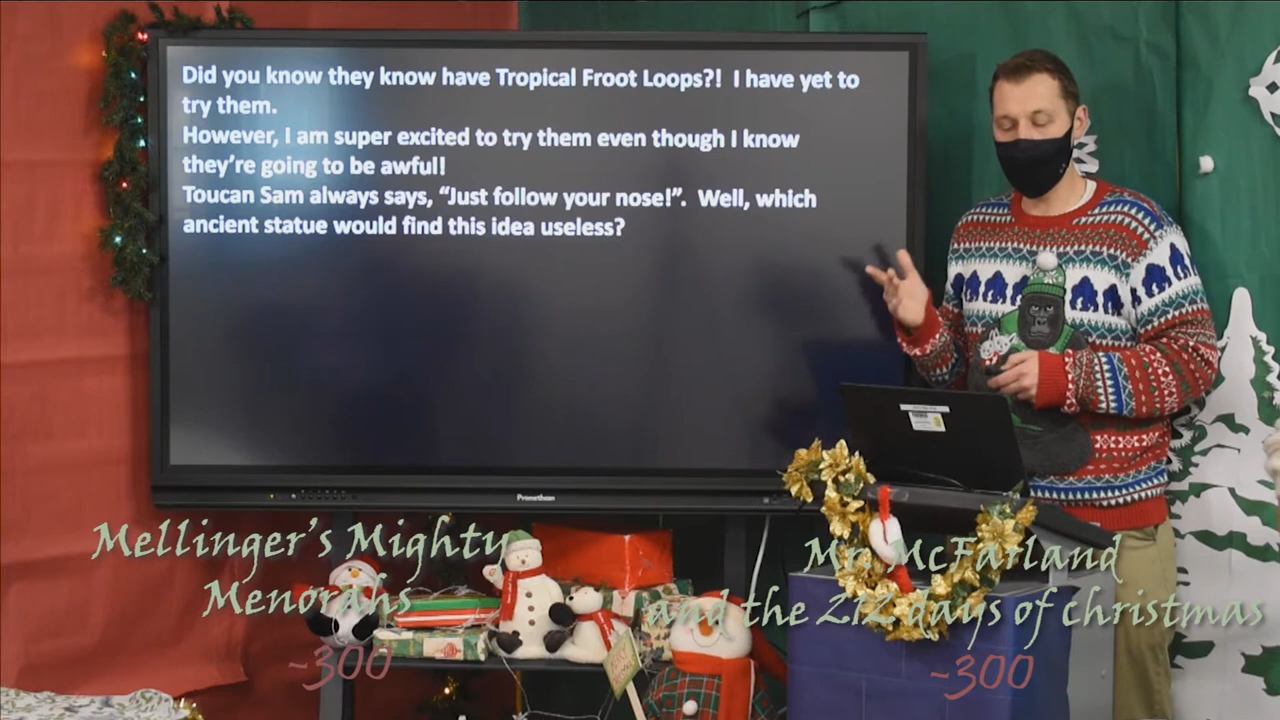 Did you know they know have Tropical Froot Loops?! I have yet to
try them.
However, I am super excited to try them even though I know
they're going to be awful!
Toucan Sam always says, “Just follow your nose!”. Well, which
ancient statue would find this idea useless?
Promethean
Mellinger's Mighty
Menorahs
-300
Mr. McFarland
and the 212 days of christmas
-300